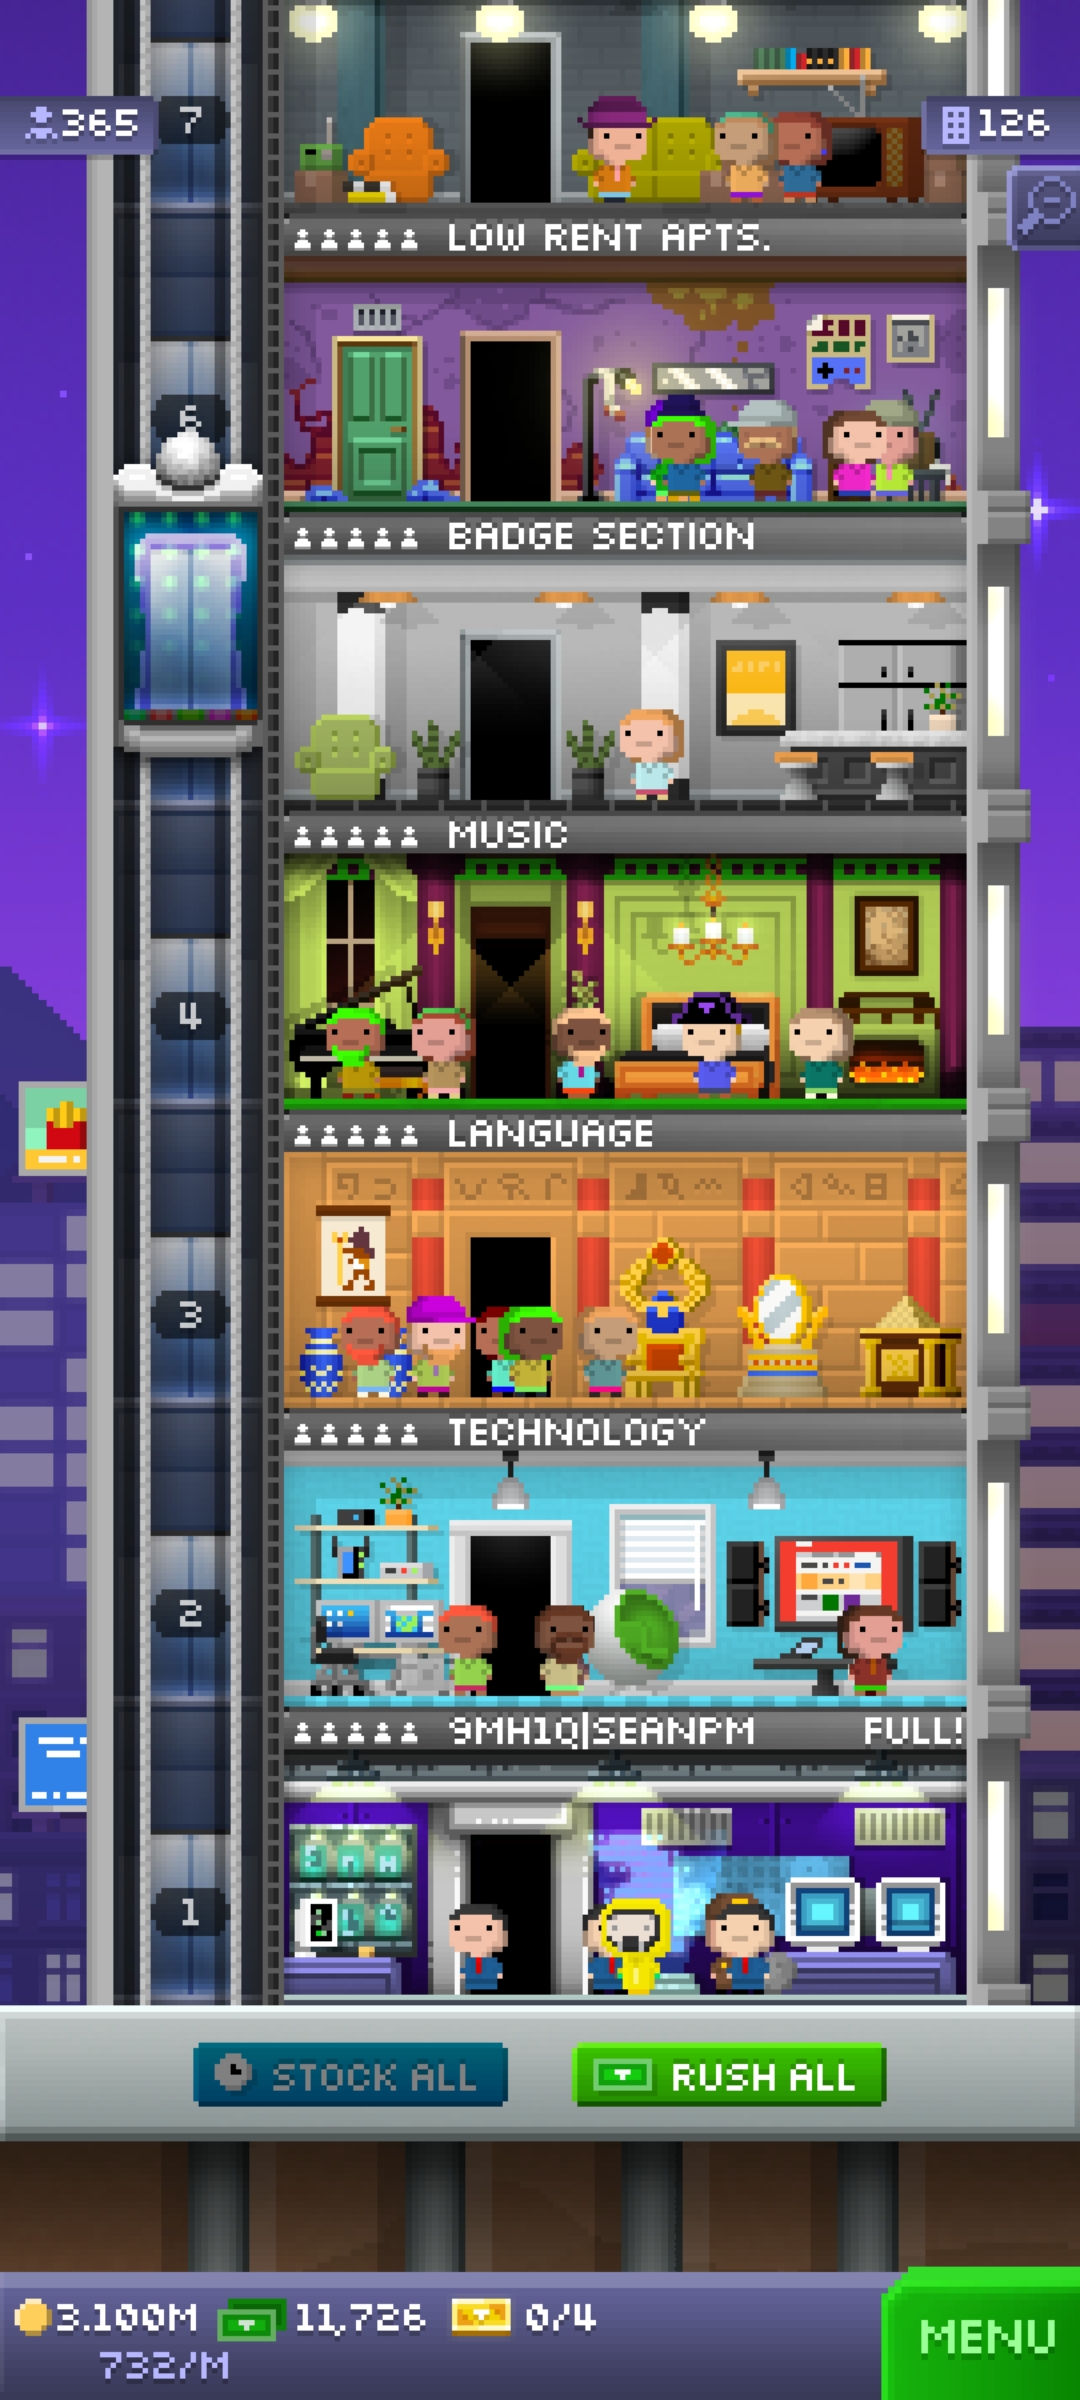 365
7
126
LOW RENT APTS.
6
BADGE SECTION
MUSIC
4
LANGUAGE
3
TECHNOLOGY
2
9MH1Q|SEANPM FULL!
1
STOCK ALL
RUSH ALL
3.100M 11,726 0/4
732/M
MENU